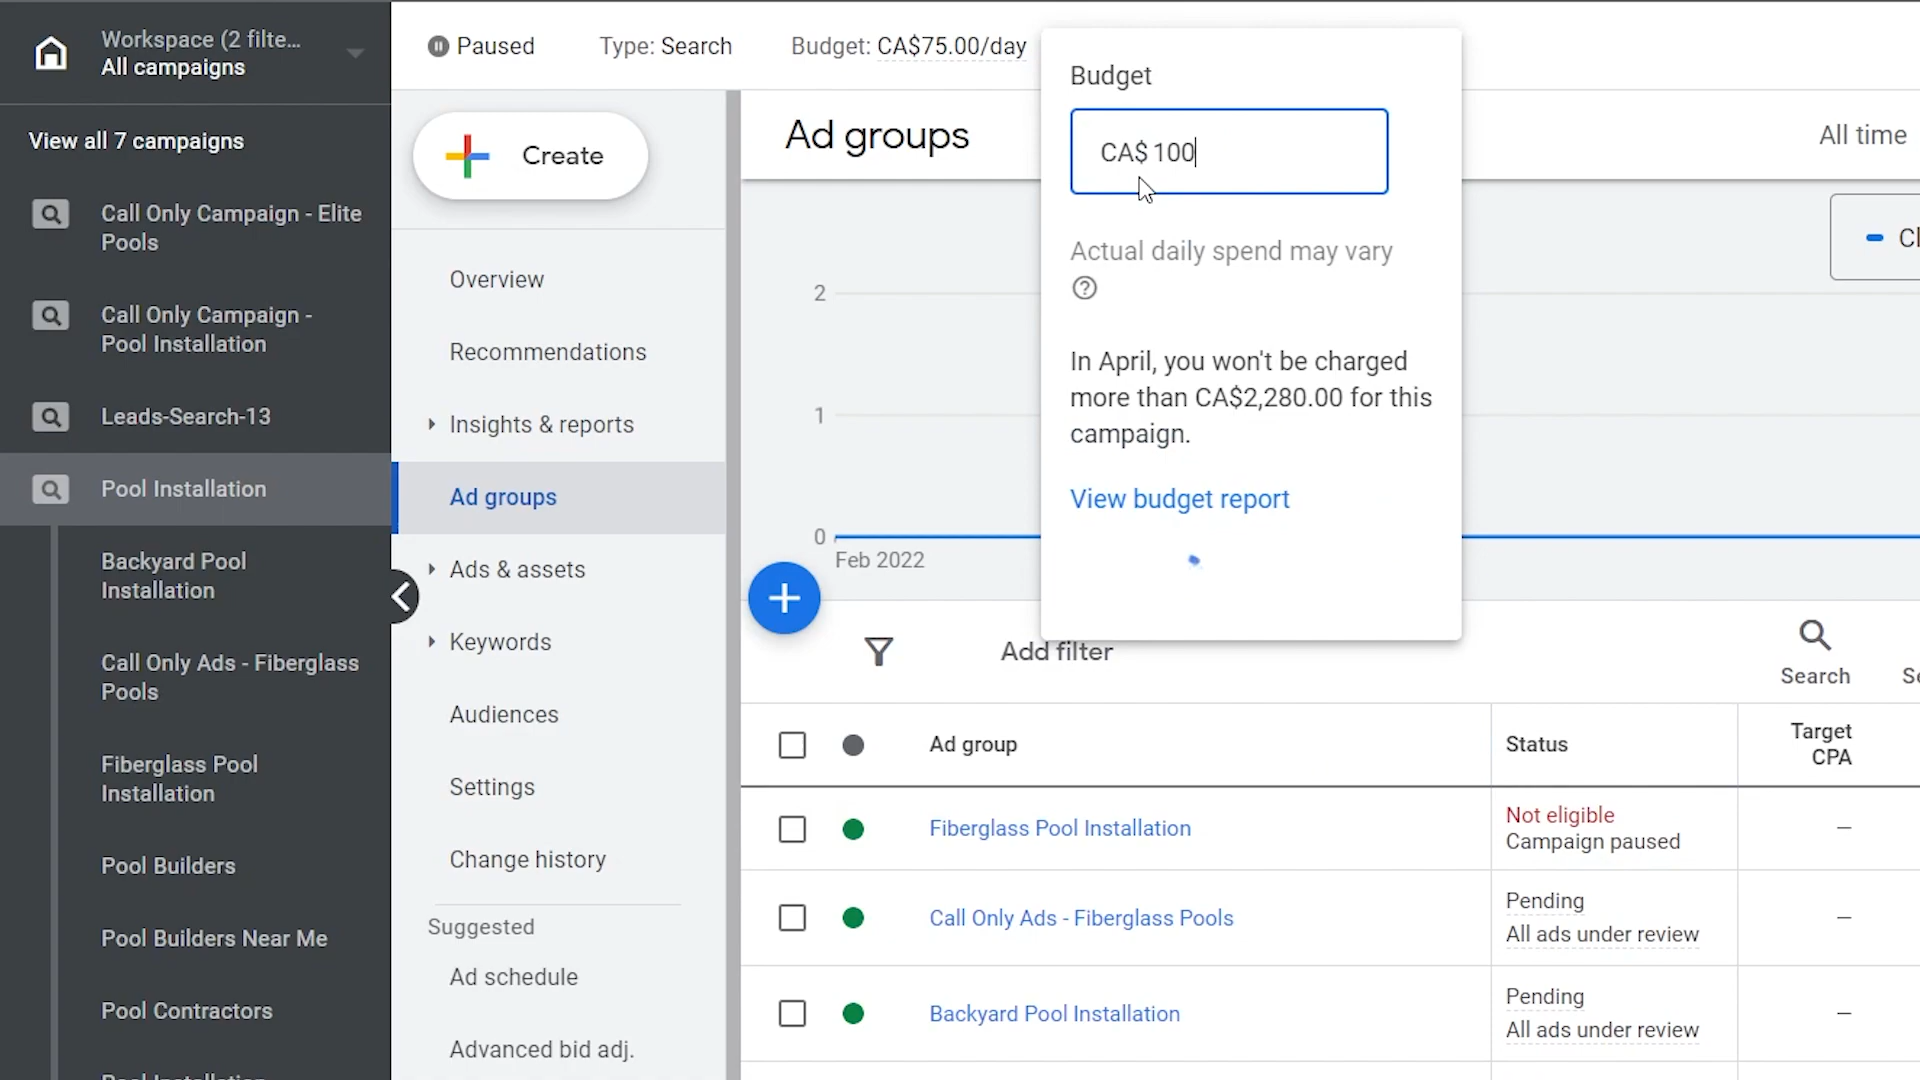 Workspace (2 filte...
All campaigns
View all 7 campaigns
Call Only Campaign - Elite
Pools
Call Only Campaign -
Pool Installation
Leads-Search-13
Pool Installation
Backyard Pool
Installation
Call Only Ads - Fiberglass
Pools
Fiberglass Pool
Installation
Pool Builders
Pool Builders Near Me
Pool Contractors
Pool Installation
Paused
Type: Search
Budget: CA$75.00/day
Create
Overview
Recommendations
Insights & reports
Ad groups
Ads & assets
Keywords
Audiences
Settings
Change history
Suggested
Ad schedule
Advanced bid adj.
Ad groups
All time
Budget
CA$ 100
Actual daily spend may vary
In April, you won't be charged
more than CA$2,280.00 for this
campaign.
View budget report
2
1
0
Feb 2022
Add filter
Search
Ad group
Status
Target
CPA
Fiberglass Pool Installation
Not eligible
Campaign paused
—
Call Only Ads - Fiberglass Pools
Pending
All ads under review
—
Backyard Pool Installation
Pending
All ads under review
—